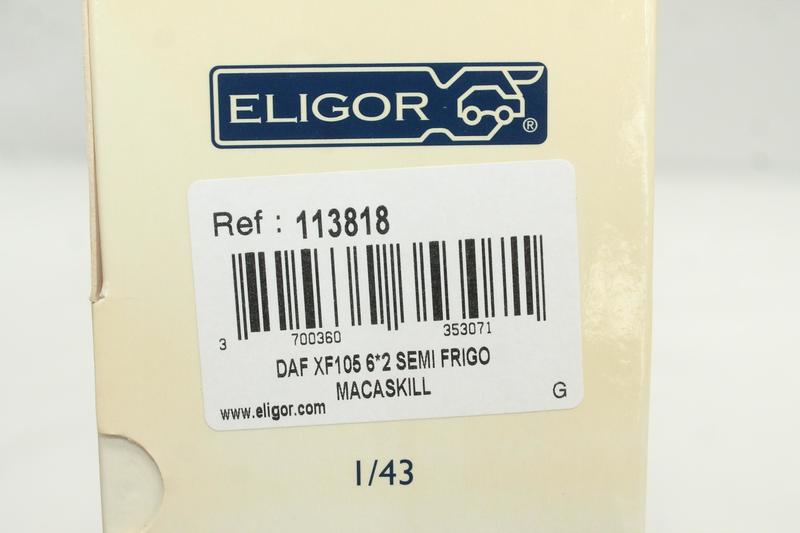 ELIGOR ®
Ref : 113818
3 700360 353071
DAF XF105 6*2 SEMI FRIGO
MACASKILL
www.eligor.com G
1/43